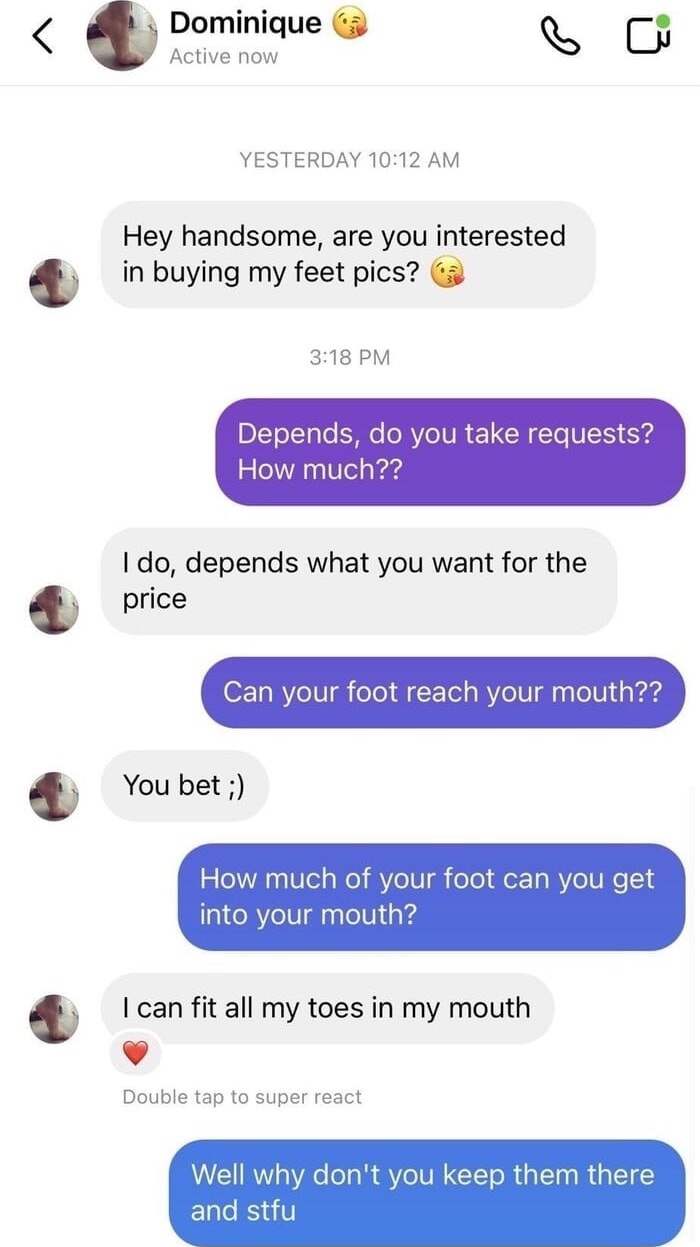 Dominique 😘
Active now
YESTERDAY 10:12 AM
Hey handsome, are you interested
in buying my feet pics? 😘
3:18 PM
Depends, do you take requests?
How much??
I do, depends what you want for the
price
Can your foot reach your mouth??
You bet ;)
How much of your foot can you get
into your mouth?
I can fit all my toes in my mouth
❤️
Double tap to super react
Well why don't you keep them there
and stfu